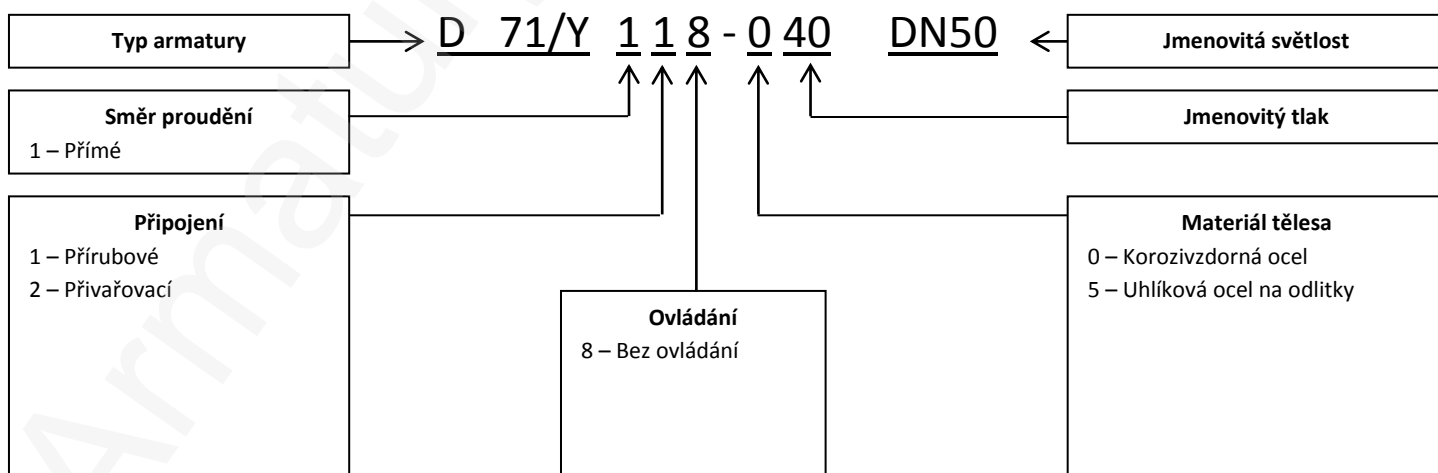 Typ armatury
D 71/Y 1 1 8 - 0 40 DN50
Jmenovitá světlost
Směr proudění
1 – Přímé
Jmenovitý tlak
Připojení
1 – Přírubové
2 – Přivařovací
Ovládání
8 – Bez ovládání
Materiál tělesa
0 – Korozivzdorná ocel
5 – Uhlíková ocel na odlitky
Armatu